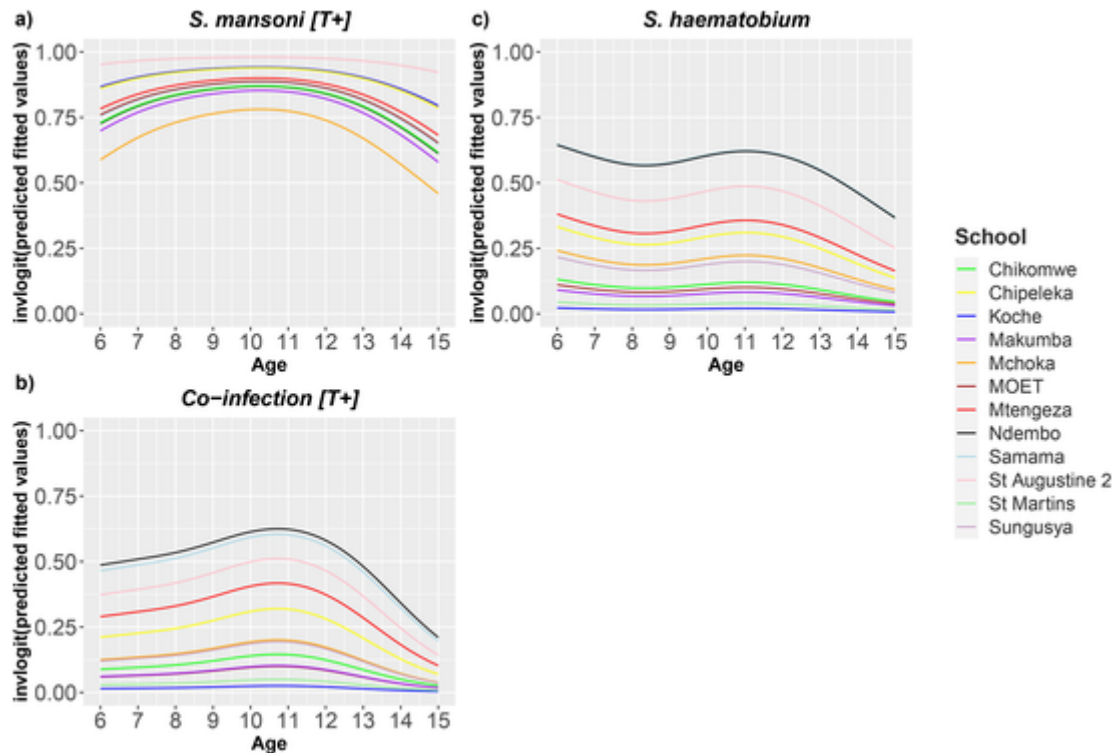 a)
S. mansoni [T+]
invlogit(predicted fitted values)
1.00
0.75
0.50
0.25
0.00
6 7 8 9 10 11 12 13 14 15
Age
c)
S. haematobium
invlogit(predicted fitted values)
1.00
0.75
0.50
0.25
0.00
6 7 8 9 10 11 12 13 14 15
Age
b)
Co−infection [T+]
invlogit(predicted fitted values)
1.00
0.75
0.50
0.25
0.00
6 7 8 9 10 11 12 13 14 15
Age
School
Chikomwe
Chipeleka
Koche
Makumba
Mchoka
MOET
Mtengeza
Ndembo
Samama
St Augustine 2
St Martins
Sungusya